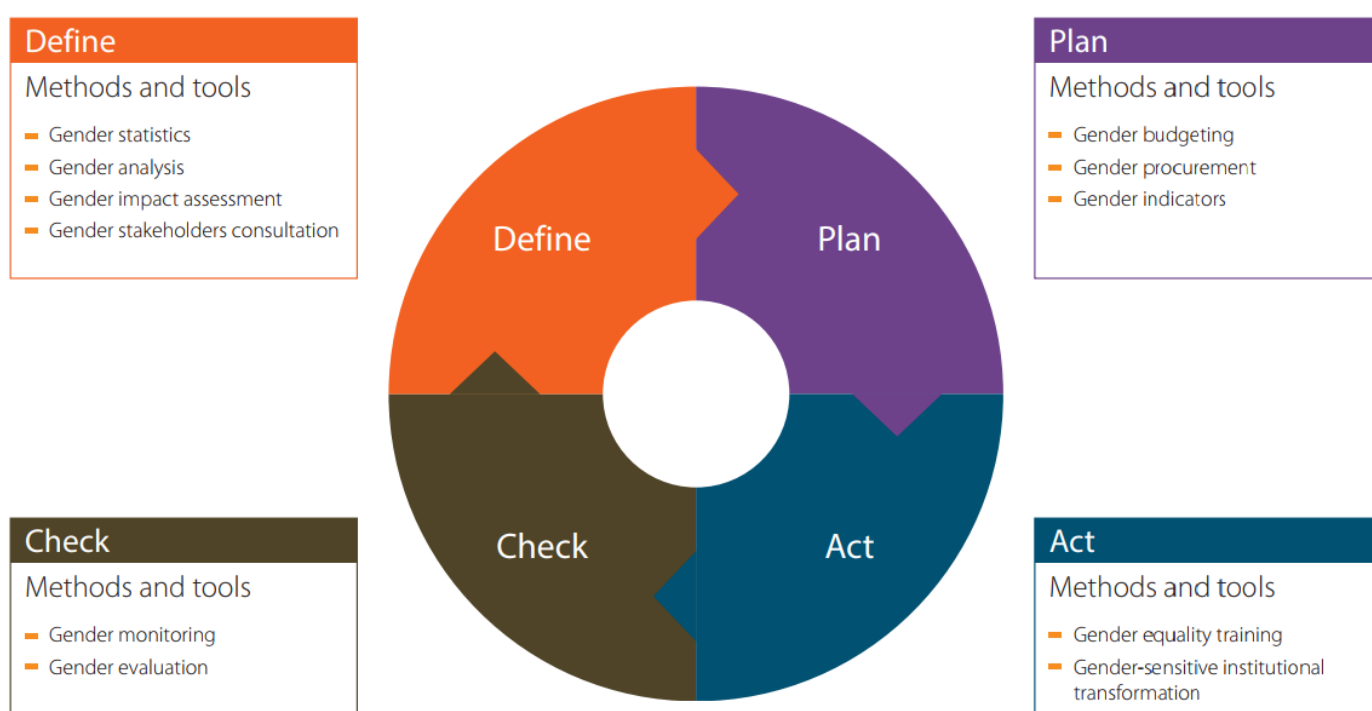 Define
Methods and tools
Gender statistics
Gender analysis
Gender impact assessment
Gender stakeholders consultation
Plan
Methods and tools
Gender budgeting
Gender procurement
Gender indicators
Define
Plan
Check
Act
Check
Methods and tools
Gender monitoring
Gender evaluation
Act
Methods and tools
Gender equality training
Gender-sensitive institutional
transformation